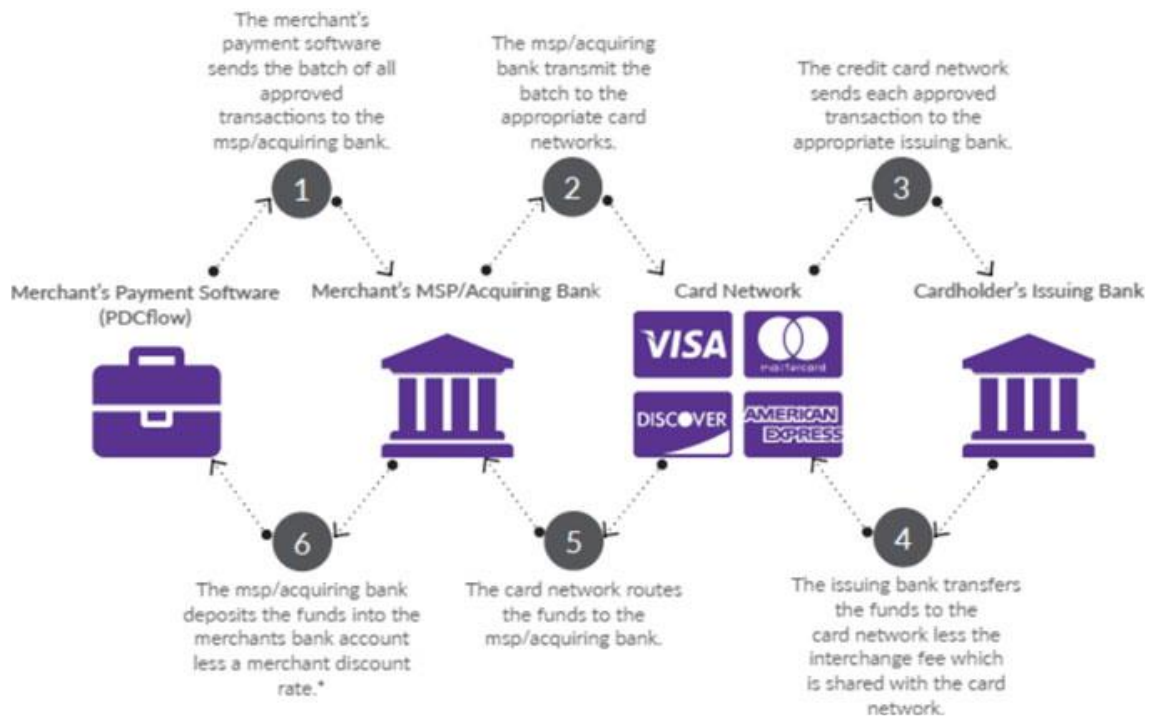 The merchant's
payment software
sends the batch of all
approved
transactions to the
msp/acquiring bank.
1
The msp/acquiring
bank transmit the
batch to the
appropriate card
networks.
2
The credit card network
sends each approved
transaction to the
appropriate issuing bank.
3
Merchant's Payment Software
(PDCflow)
Merchant's MSP/Acquiring Bank
Card Network
Cardholder's Issuing Bank
VISA
mastercard
DISCOVER
AMERICAN
EXPRESS
6
The msp/acquiring bank
deposits the funds into the
merchants bank account
less a merchant discount
rate.*
5
The card network routes
the funds to the
msp/acquiring bank.
4
The issuing bank transfers
the funds to the
card network less the
interchange fee which
is shared with the card
network.